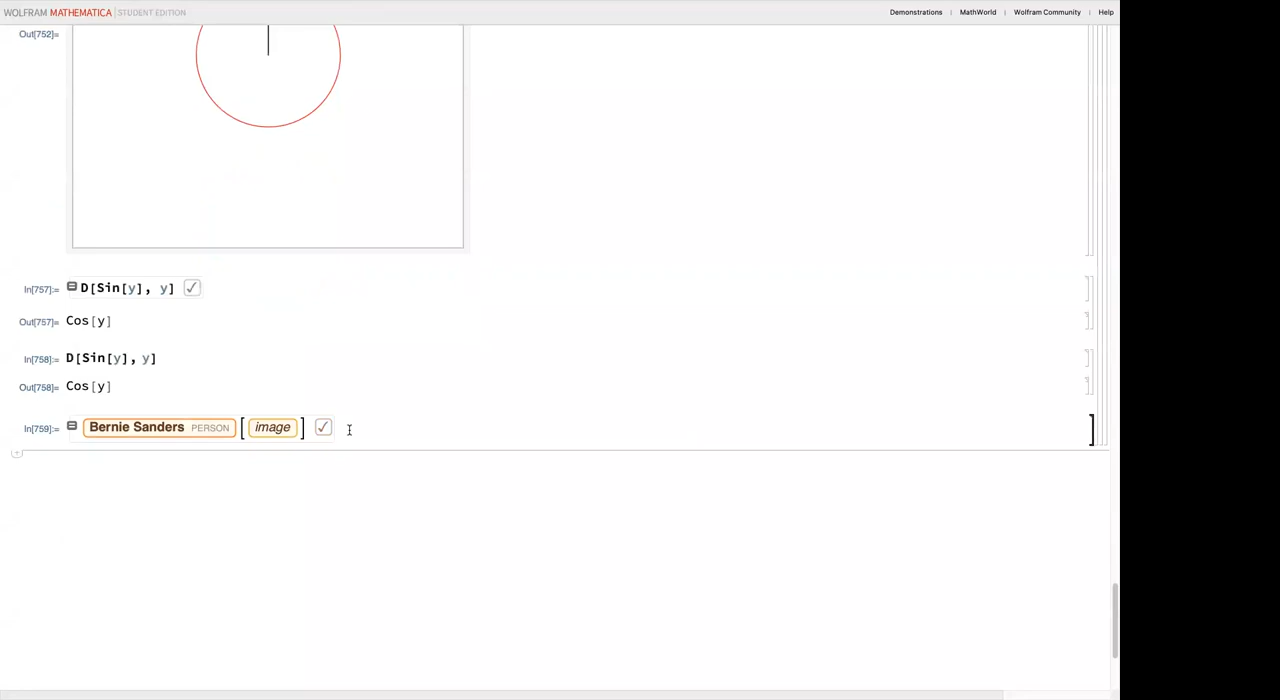 WOLFRAM MATHEMATICA | STUDENT EDITION
Demonstrations | MathWorld | Wolfram Community | Help
Out[752]=
In[757]:= D[Sin[y], y]
Out[757]= Cos[y]
In[758]:= D[Sin[y], y]
Out[758]= Cos[y]
In[759]:= Bernie Sanders PERSON [image]